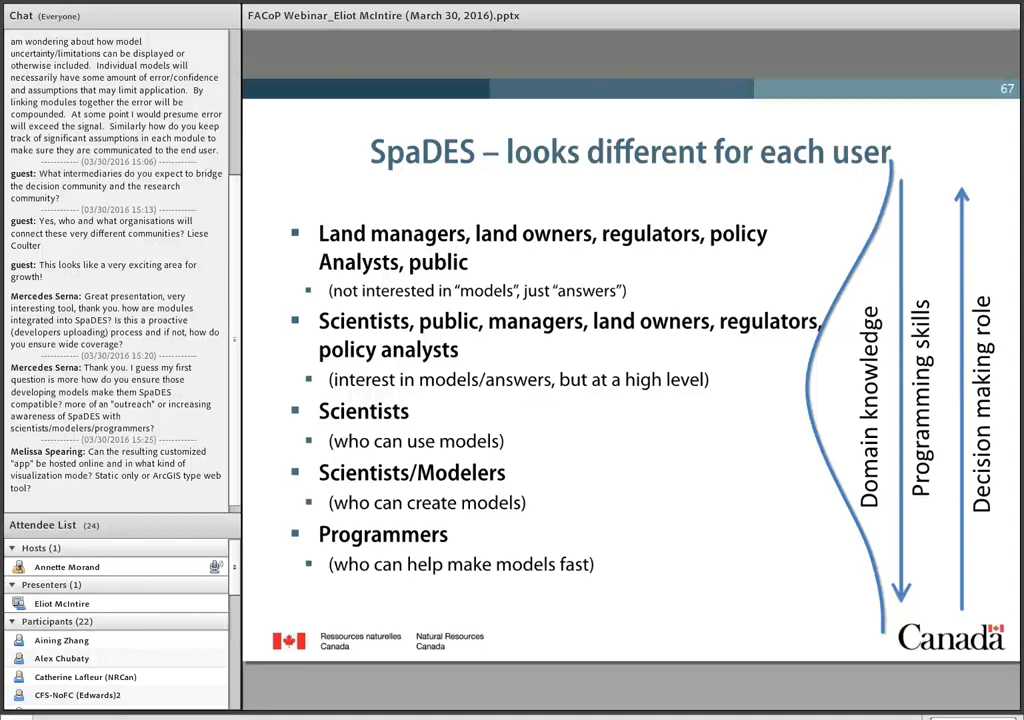 Chat (Everyone)
am wondering about how model
uncertainty/limitations can be displayed or
otherwise included. Individual models will
necessarily have some amount of error/confidence
and assumptions that may limit application. By
linking modules together the error will be
compounded. At some point I would presume error
will exceed the signal. Similarly how do you keep
track of significant assumptions in each module to
make sure they are communicated to the end user.
------------ (03/30/2016 15:06) ------------
guest: What intermediaries do you expect to bridge
the decision community and the research
community?
------------ (03/30/2016 15:13) ------------
guest: Yes, who and what organisations will
connect these very different communities? Liese
Coulter
guest: This looks like a very exciting area for
growth!
Mercedes Serna: Great presentation, very
interesting tool, thank you. how are modules
integrated into SpaDES? Is this a proactive
(developers uploading) process and if not, how do
you ensure wide coverage?
------------ (03/30/2016 15:20) ------------
Mercedes Serna: Thank you. I guess my first
question is more how do you ensure those
developing models make them SpaDES
compatible? more of an "outreach" or increasing
awareness of SpaDES with
scientists/modelers/programmers?
------------ (03/30/2016 15:25) ------------
Melissa Spearing: Can the resulting customized
"app" be hosted online and in what kind of
visualization mode? Static only or ArcGIS type web
tool?
Attendee List (24)
Hosts (1)
Annette Morand
Presenters (1)
Eliot McIntire
Participants (22)
Aining Zhang
Alex Chubaty
Catherine Lafleur (NRCan)
CFS-NoFC (Edwards)2
FACoP Webinar_Eliot McIntire (March 30, 2016).pptx
67
SpaDES – looks different for each user
Land managers, land owners, regulators, policy
Analysts, public
(not interested in “models”, just “answers”)
Scientists, public, managers, land owners, regulators,
policy analysts
(interest in models/answers, but at a high level)
Scientists
(who can use models)
Scientists/Modelers
(who can create models)
Programmers
(who can help make models fast)
Domain knowledge
Programming skills
Decision making role
Ressources naturelles
Canada
Natural Resources
Canada
Canada